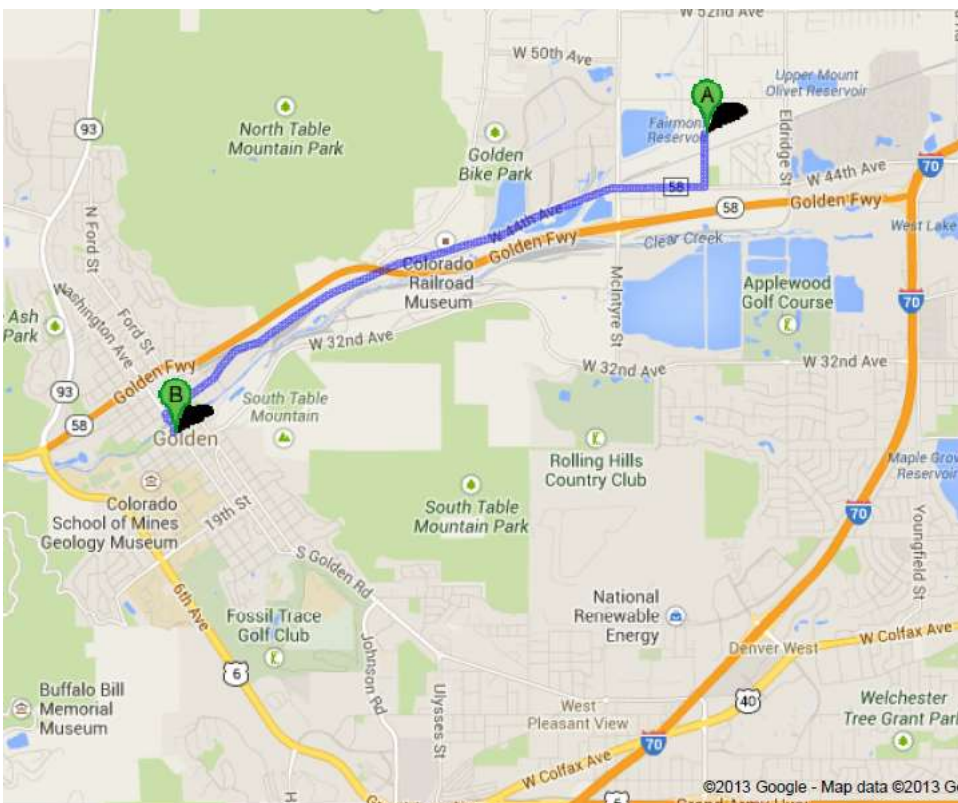 W 52nd Ave
W 50th Ave
Upper Mount
Olivet Reservoir
93
North Table
Mountain Park
A
Fairmont
Reservoir
Eldridge St
Golden
Bike Park
70
W 44th Ave
58
Golden Fwy
58
West Lake
N Ford St
W 44th Ave
Golden Fwy
Clear Creek
Colorado
Railroad
Museum
McIntyre St
Applewood
Golf Course
70
Washington Ave
Ford St
Ash
Park
W 32nd Ave
W 32nd Ave
W 32nd Ave
Golden Fwy
93
B
58
Golden
South Table
Mountain
Rolling Hills
Country Club
Maple Grov
Reservoir
Colorado
School of Mines
Geology Museum
19th St
South Table
Mountain Park
70
Youngfield St
S Golden Rd
6th Ave
Fossil Trace
Golf Club
Johnson Rd
National
Renewable
Energy
Denver West
W Colfax Ave
6
Ulysses St
Buffalo Bill
Memorial
Museum
West
Pleasant View
40
Welchester
Tree Grant Park
70
W Colfax Ave
©2013 Google - Map data ©2013 G
6